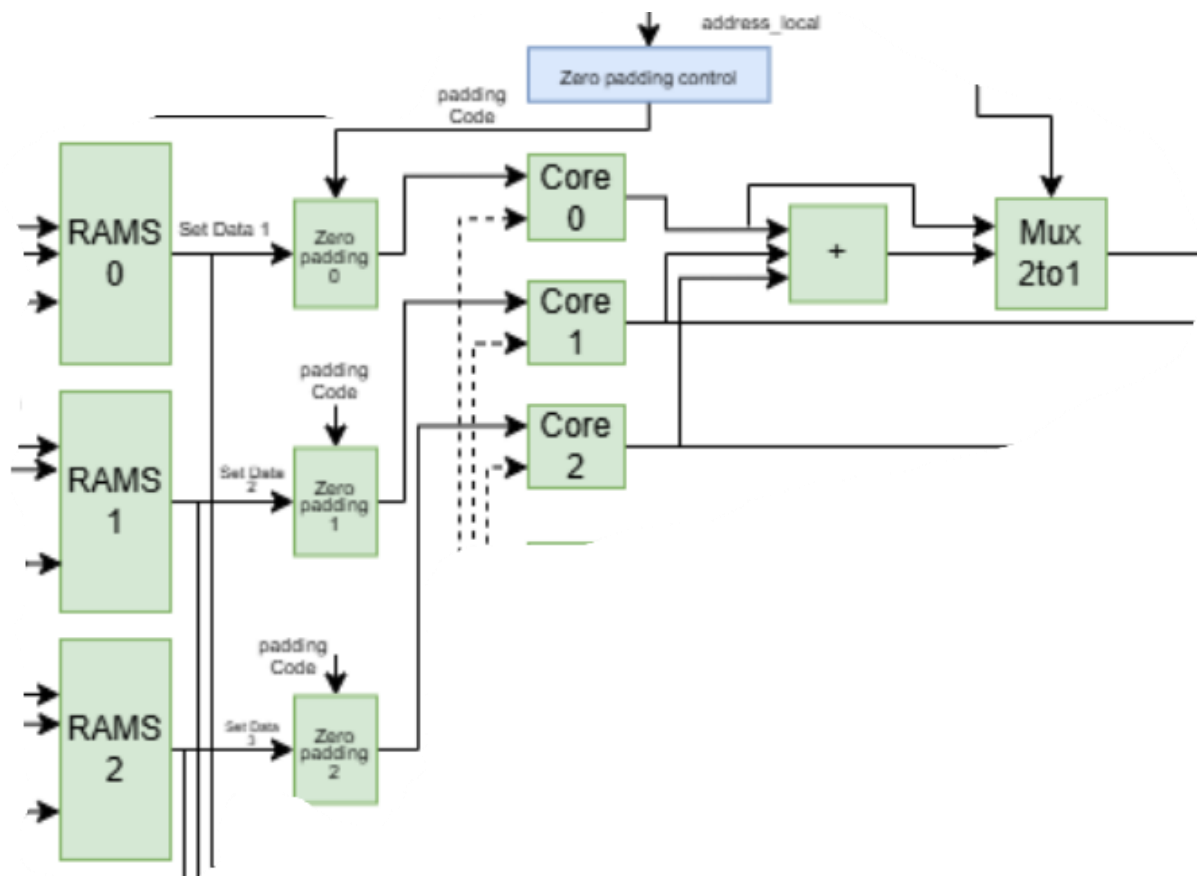 address_local
Zero padding control
padding
Code
RAMS
0
Set Data 1
Zero
padding
0
Core
0
+
Mux
2to1
Core
1
padding
Code
RAMS
1
Set Data
2
Zero
padding
1
Core
2
padding
Code
RAMS
2
Set Data
3
Zero
padding
2